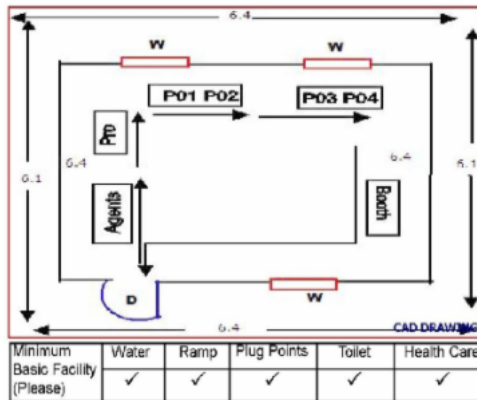 6.4
W
W
P01 P02
P03 P04
Pro
6.4
6.4
6.1
6.1
Agents
Booth
D
W
6.4
CAD DRAWING
Minimum Basic Facility (Please)
Water
Ramp
Plug Points
Toilet
Health Care
✓ ✓ ✓ ✓ ✓